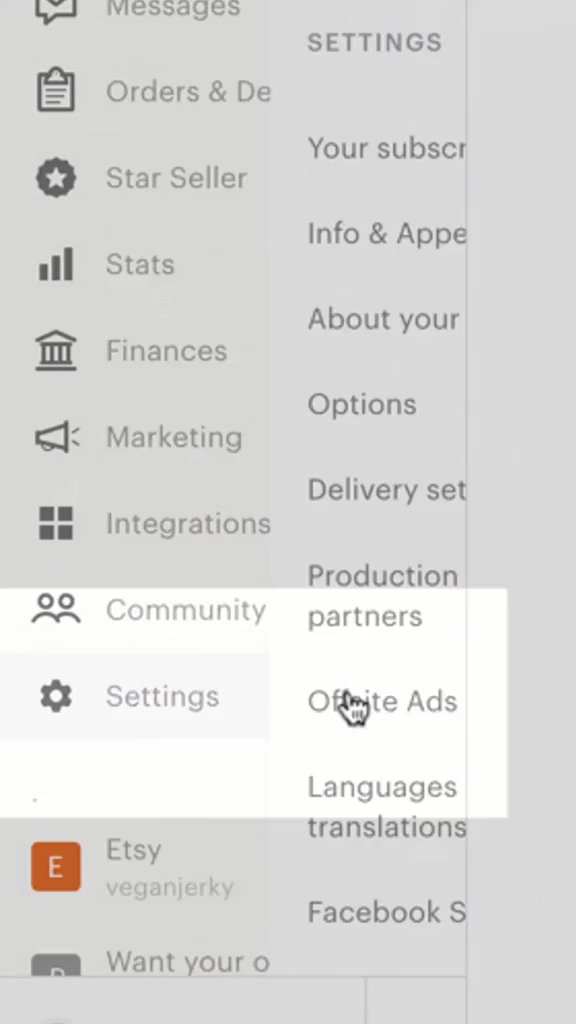 Messages
Orders & De
Star Seller
Stats
Finances
Marketing
Integrations
Community
Settings
E
Etsy
veganjerky
Want your o
SETTINGS
Your subscr
Info & Appe
About your
Options
Delivery set
Production
partners
Offsite Ads
Languages
translations
Facebook S